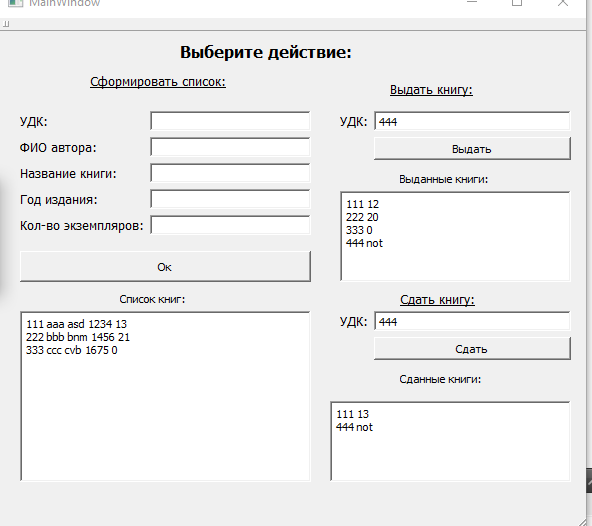 MainWindow
Выберите действие:
Сформировать список:
УДК:
ФИО автора:
Название книги:
Год издания:
Кол-во экземпляров:
Ок
Список книг:
111 aaa asd 1234 13
222 bbb bnm 1456 21
333 ccc cvb 1675 0
Выдать книгу:
УДК: 444
Выдать
Выданные книги:
111 12
222 20
333 0
444 not
Сдать книгу:
УДК: 444
Сдать
Сданные книги:
111 13
444 not